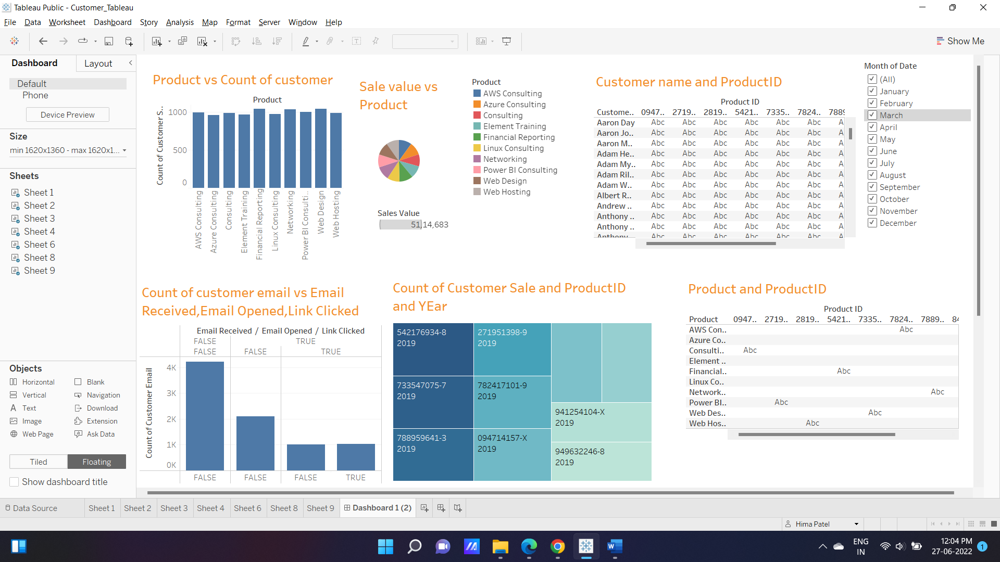 Tableau Public - Customer_Tableau
File Data Worksheet Dashboard Story Analysis Map Format Server Window Help
Show Me
Dashboard Layout
Default
Phone
Device Preview
Size
min 1620x1360 - max 1620x1...
Sheets
Sheet 1
Sheet 2
Sheet 3
Sheet 4
Sheet 6
Sheet 8
Sheet 9
Objects
Horizontal Blank
Vertical Navigation
Text Download
Image Extension
Web Page Ask Data
Tiled Floating
Show dashboard title
Product vs Count of customer
Product
Count of Customer S..
1000
500
0
AWS Consulting
Azure Consulting
Consulting
Element Training
Financial Reporting
Linux Consulting
Networking
Power BI Consulti..
Web Design
Web Hosting
Sale value vs
Product
Sales Value
51,14,683
Product
AWS Consulting
Azure Consulting
Consulting
Element Training
Financial Reporting
Linux Consulting
Networking
Power BI Consulting
Web Design
Web Hosting
Customer name and ProductID
Product ID
Custome.. 0947.. 2719.. 2819.. 5421.. 7335.. 7824.. 7889
Aaron Day Abc Abc Abc Abc Abc Abc A
Aaron Jo.. Abc Abc Abc Abc Abc Abc A
Aaron M.. Abc Abc Abc Abc Abc Abc A
Adam He.. Abc Abc Abc Abc Abc Abc A
Adam My.. Abc Abc Abc Abc Abc Abc A
Adam Ril.. Abc Abc Abc Abc Abc Abc A
Adam W.. Abc Abc Abc Abc Abc Abc A
Albert R.. Abc Abc Abc Abc Abc Abc A
Andrew .. Abc Abc Abc Abc Abc Abc A
Anthony .. Abc Abc Abc Abc Abc Abc A
Anthony .. Abc Abc Abc Abc Abc Abc A
Anthony Abc Abc Abc Abc Abc Abc A
Month of Date
(All)
January
February
March
April
May
June
July
August
September
October
November
December
Count of customer email vs Email
Received,Email Opened,Link Clicked
Email Received / Email Opened / Link Clicked
FALSE TRUE
FALSE FALSE TRUE
Count of Customer Email
4K
3K
2K
1K
0K
FALSE FALSE FALSE TRUE
Count of Customer Sale and ProductID
and YEar
542176934-8
2019
733547075-7
2019
788959641-3
2019
271951398-9
2019
782417101-9
2019
094714157-X
2019
941254104-X
2019
949632246-8
2019
Product and ProductID
Product ID
Product 0947.. 2719.. 2819.. 5421.. 7335.. 7824.. 7889.. 84
AWS Con.. Abc
Azure Co..
Consulti.. Abc
Element ..
Financial.. Abc
Linux Co..
Network.. Abc
Power BI.. Abc
Web Des.. Abc
Web Hos.. Abc
Data Source Sheet 1 Sheet 2 Sheet 3 Sheet 4 Sheet 6 Sheet 8 Sheet 9 Dashboard 1 (2)
Hima Patel
ENG
IN
12:04 PM
27-06-2022
1